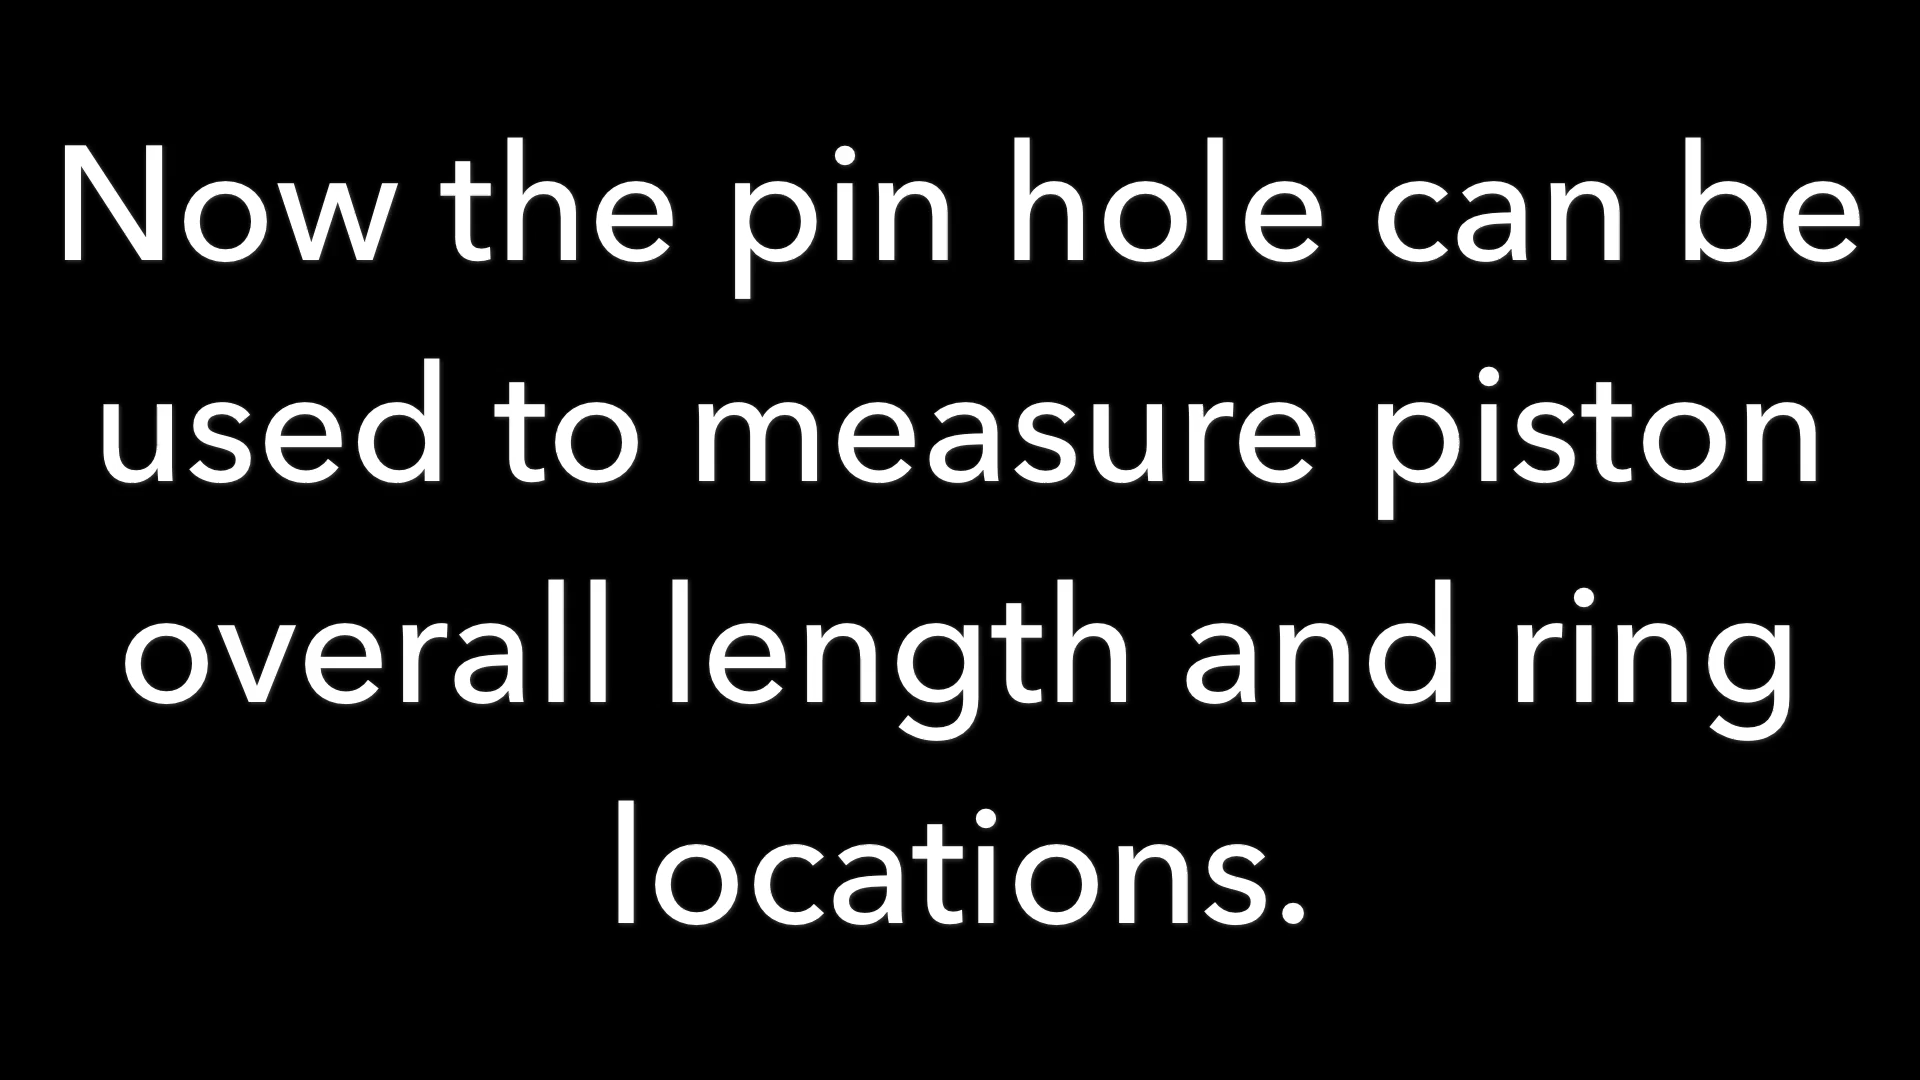 Now the pin hole can be
used to measure piston
overall length and ring
locations.